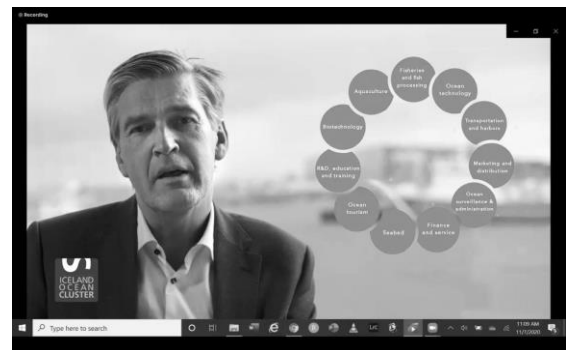 Recording
Fisheries
and fish
processing
Ocean
technology
Aquaculture
Transportation
and harbors
Biotechnology
Marketing and
distribution
R&D, education
and training
Ocean
surveillance &
administration
Ocean
tourism
Finance
and service
Seabed
ICELAND
OCEAN
CLUSTER
Type here to search
LrC
11:09 AM
11/1/2020